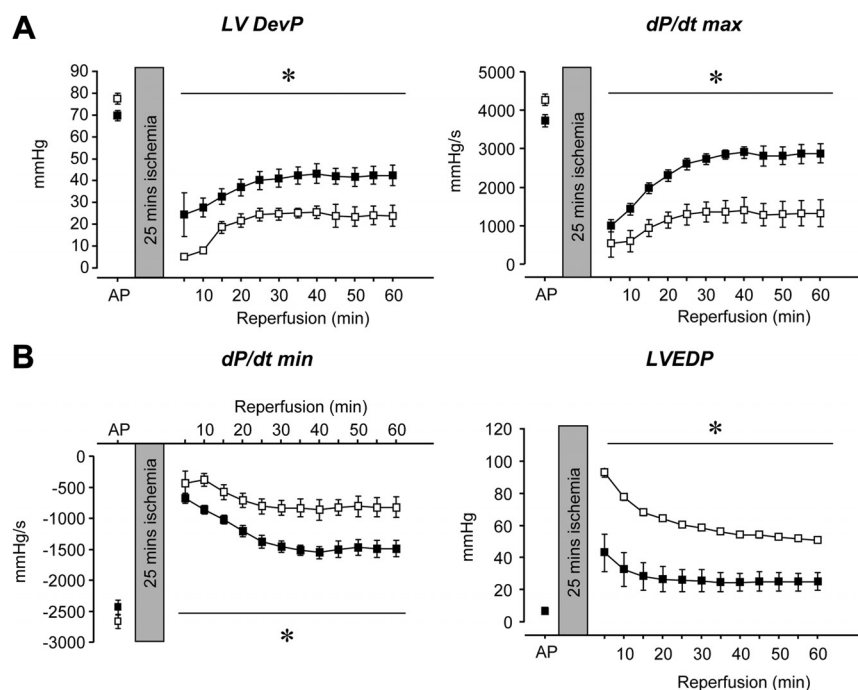 A
LV DevP
dP/dt max
*
*
90
80
70
60
50
40
30
20
10
0
mmHg
25 mins ischemia
AP
10 20 30 40 50 60
Reperfusion (min)
5000
4000
3000
2000
1000
0
mmHg/s
25 mins ischemia
AP
10 20 30 40 50 60
Reperfusion (min)
B
dP/dt min
LVEDP
Reperfusion (min)
AP
10 20 30 40 50 60
0
-500
-1000
-1500
-2000
-2500
-3000
mmHg/s
25 mins ischemia
*
*
120
100
80
60
40
20
0
mmHg
25 mins ischemia
AP
10 20 30 40 50 60
Reperfusion (min)